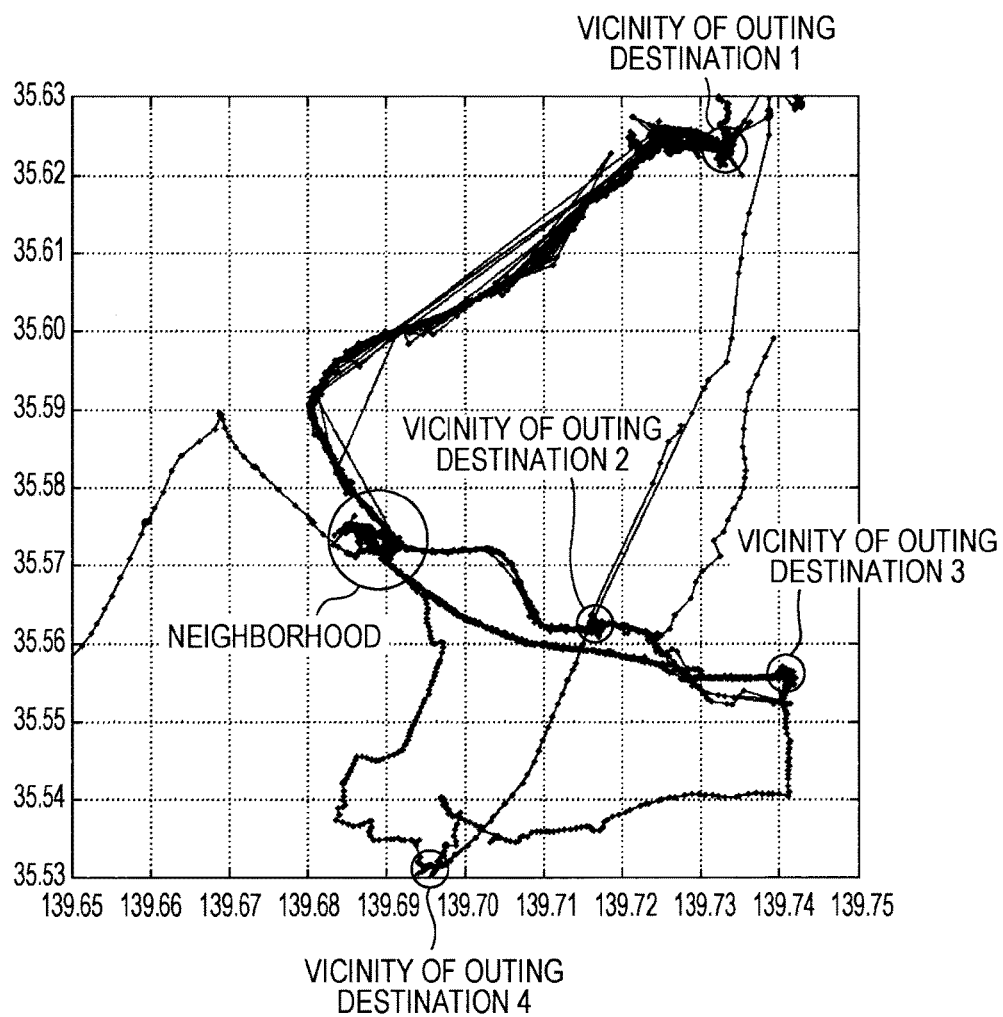 VICINITY OF OUTING
DESTINATION 1
35.63
35.62
35.61
35.60
35.59
VICINITY OF OUTING
DESTINATION 2
35.58
VICINITY OF OUTING
DESTINATION 3
35.57
NEIGHBORHOOD
35.56
35.55
35.54
35.53
139.65 139.66 139.67 139.68 139.69 139.70 139.71 139.72 139.73 139.74 139.75
VICINITY OF OUTING
DESTINATION 4